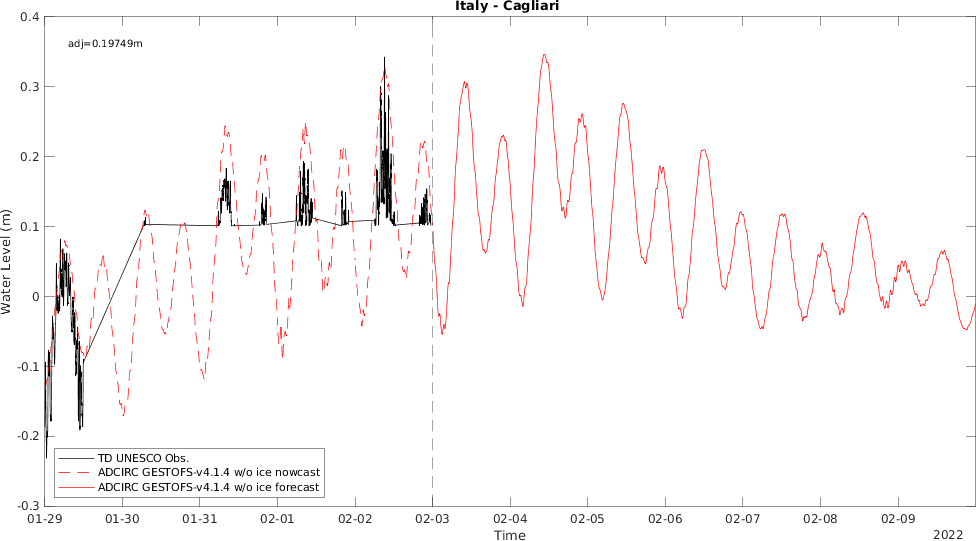 Italy - Cagliari
adj=0.19749m
0.4
0.3
0.2
0.1
0
-0.1
-0.2
-0.3
Water Level (m)
TD UNESCO Obs.
ADCIRC GESTOFS-v4.1.4 w/o ice nowcast
ADCIRC GESTOFS-v4.1.4 w/o ice forecast
01-29 01-30 01-31 02-01 02-02 02-03 02-04 02-05 02-06 02-07 02-08 02-09
Time
2022